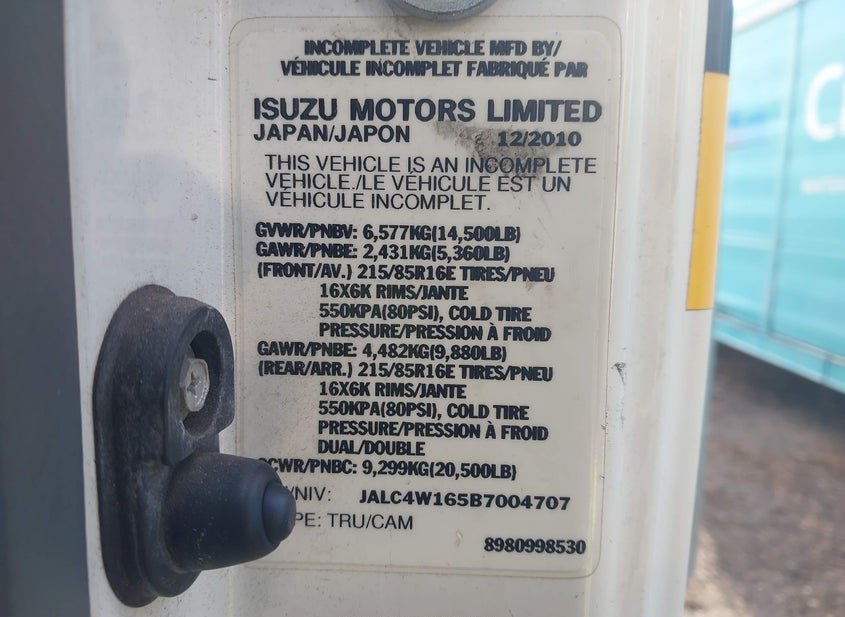 INCOMPLETE VEHICLE MFD BY/
VÉHICULE INCOMPLET FABRIQUÉ PAR
ISUZU MOTORS LIMITED
JAPAN/JAPON 12/2010
THIS VEHICLE IS AN INCOMPLETE
VEHICLE./LE VÉHICULE EST UN
VÉHICULE INCOMPLET.
GVWR/PNBV: 6,577KG(14,500LB)
GAWR/PNBE: 2,431KG(5,360LB)
(FRONT/AV.) 215/85R16E TIRES/PNEU
16X6K RIMS/JANTE
550KPA(80PSI), COLD TIRE
PRESSURE/PRESSION À FROID
GAWR/PNBE: 4,482KG(9,880LB)
(REAR/ARR.) 215/85R16E TIRES/PNEU
16X6K RIMS/JANTE
550KPA(80PSI), COLD TIRE
PRESSURE/PRESSION À FROID
DUAL/DOUBLE
GCWR/PNBC: 9,299KG(20,500LB)
/NIV: JALC4W165B7004707
PE: TRU/CAM
8980998530